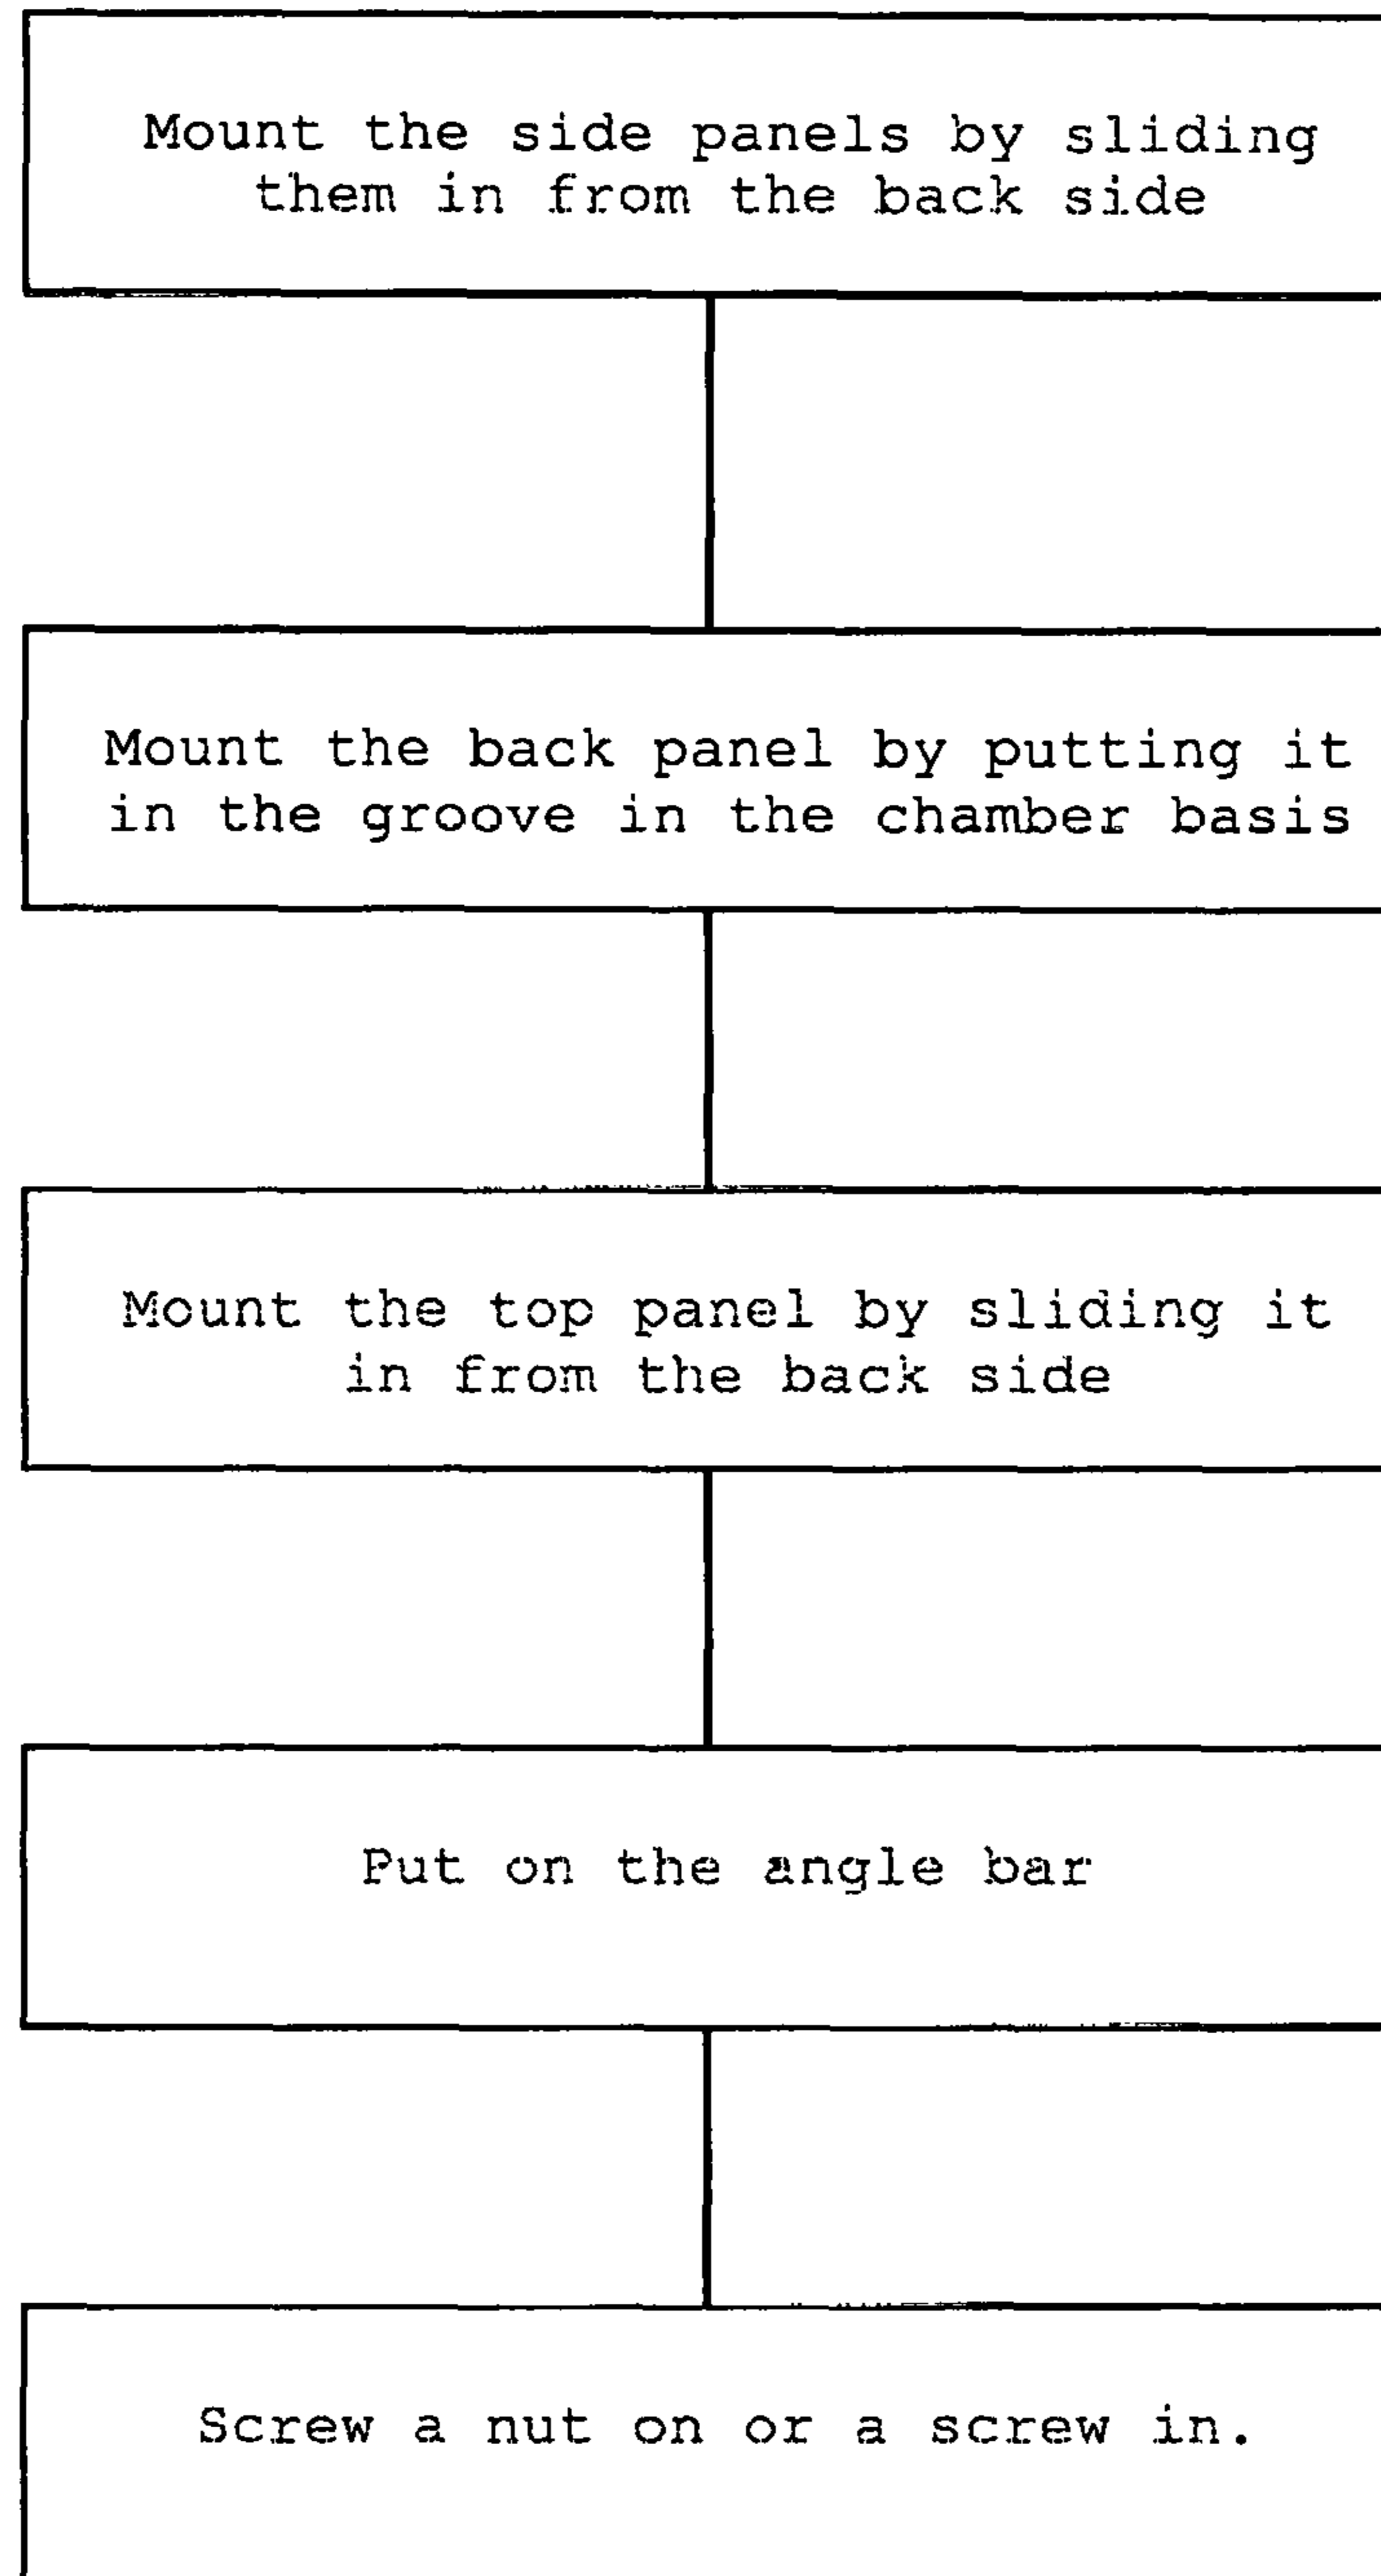 Mount the side panels by sliding
them in from the back side
Mount the back panel by putting it
in the groove in the chamber basis
Mount the top panel by sliding it
in from the back side
Put on the angle bar
Screw a nut on or a screw in.